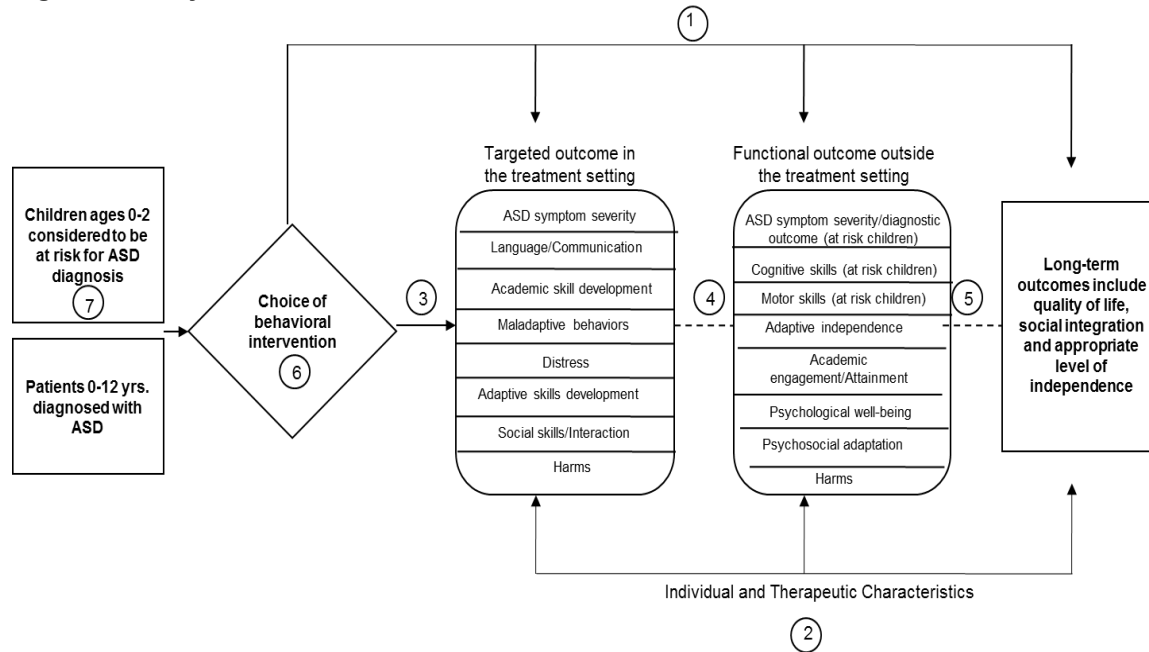 1
Targeted outcome in
the treatment setting
Functional outcome outside
the treatment setting
Children ages 0-2
considered to be
at risk for ASD
diagnosis
7
Patients 0-12 yrs.
diagnosed with
ASD
Choice of
behavioral
intervention
6
3
ASD symptom severity
Language/Communication
Academic skill development
Maladaptive behaviors
Distress
Adaptive skills development
Social skills/Interaction
Harms
4
ASD symptom severity/diagnostic
outcome (at risk children)
Cognitive skills (at risk children)
Motor skills (at risk children)
Adaptive independence
Academic
engagement/Attainment
Psychological well-being
Psychosocial adaptation
Harms
5
Long-term
outcomes include
quality of life,
social integration
and appropriate
level of
independence
Individual and Therapeutic Characteristics
2